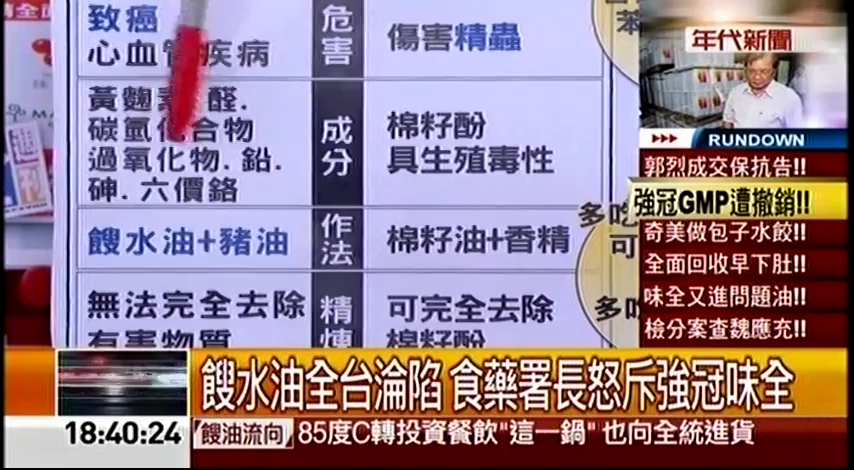 致癌
心血管疾病
危害
傷害精蟲
黃麴素 醛.
碳氫化合物
過氧化物.鉛.
砷.六價鉻
成分
棉籽酚
具生殖毒性
餿水油+豬油
作法
棉籽油+香精
無法完全去除
有害物質
精煉
可完全去除
棉籽酚
多吃
可
多吃
年代新聞
RUNDOWN
郭烈成交保抗告!!
強冠GMP遭撤銷!!
奇美做包子水餃!!
全面回收早下肚!!
味全又進問題油!!
檢分案查魏應充!!
餿水油全台淪陷 食藥署長怒斥強冠味全
18:40:24
餿油流向
85度C轉投資餐飲"這一鍋"也向全統進貨